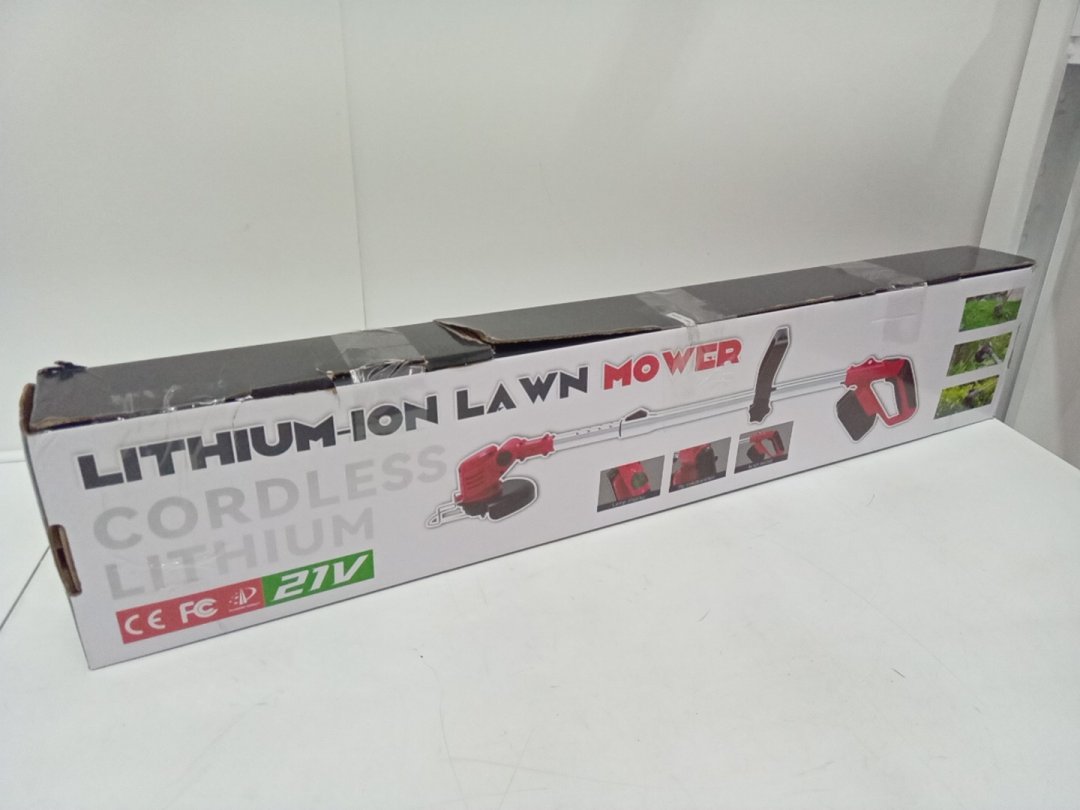 LITHIUM-ION LAWN MOWER
CORDLESS
LITHIUM
CE FC 21V